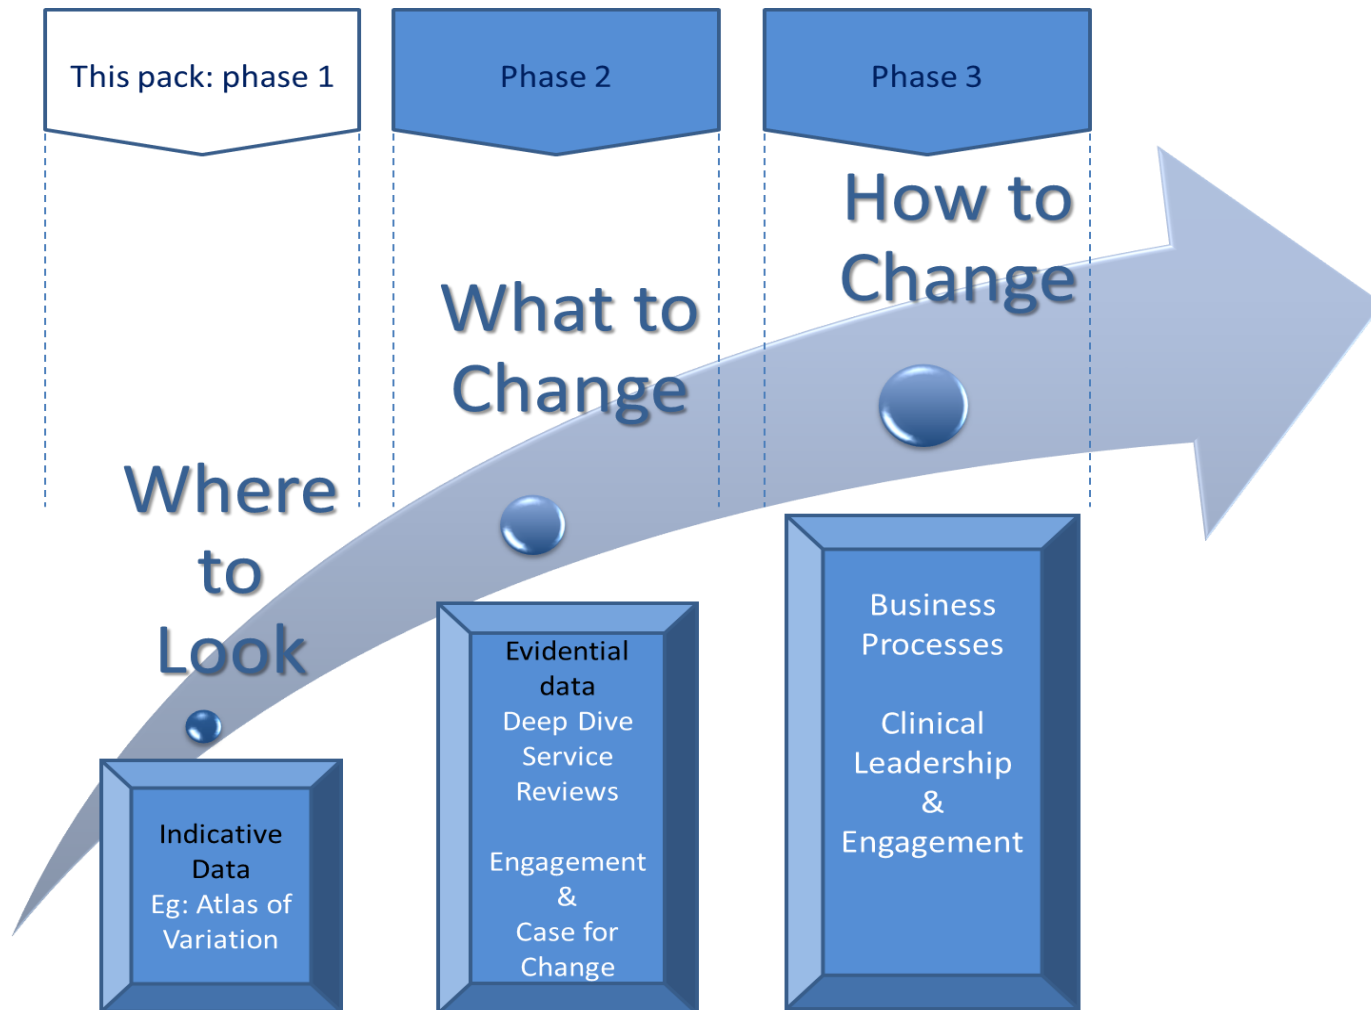 This pack: phase 1
Phase 2
Phase 3
Where
to
Look
What to
Change
How to
Change
Indicative
Data
Eg: Atlas of
Variation
Evidential
data
Deep Dive
Service
Reviews
Engagement
&
Case for
Change
Business
Processes
Clinical
Leadership
&
Engagement